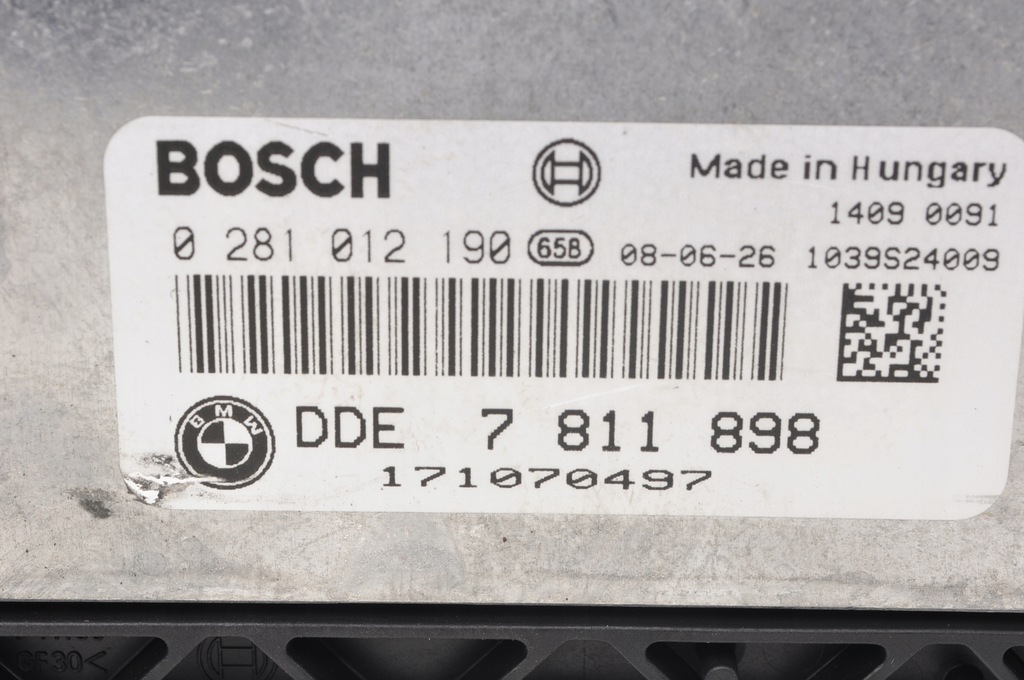 BOSCH
Made in Hungary
1409 0091
0 281 012 190 65B 08-06-26 1039S24009
BMW
DDE 7 811 898
171070497
GF30<